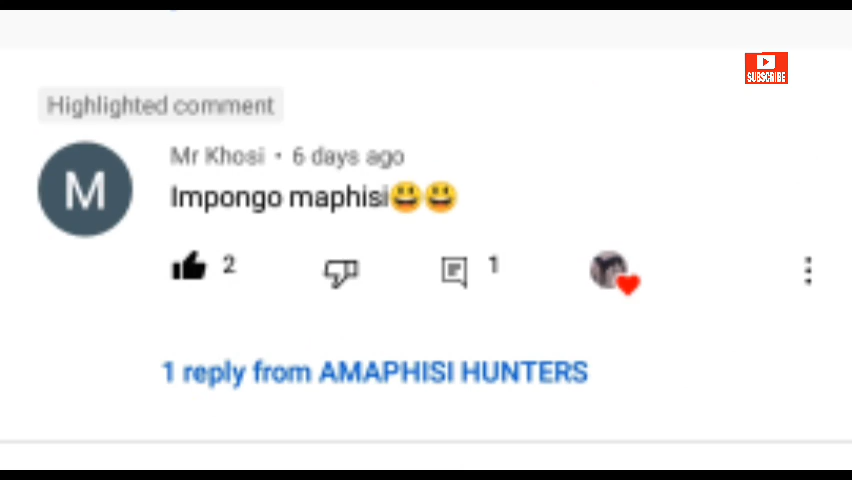 SUBSCRIBE
Highlighted comment
M
Mr Khosi • 6 days ago
Impongo maphisi😃😃
2
1
1 reply from AMAPHISI HUNTERS